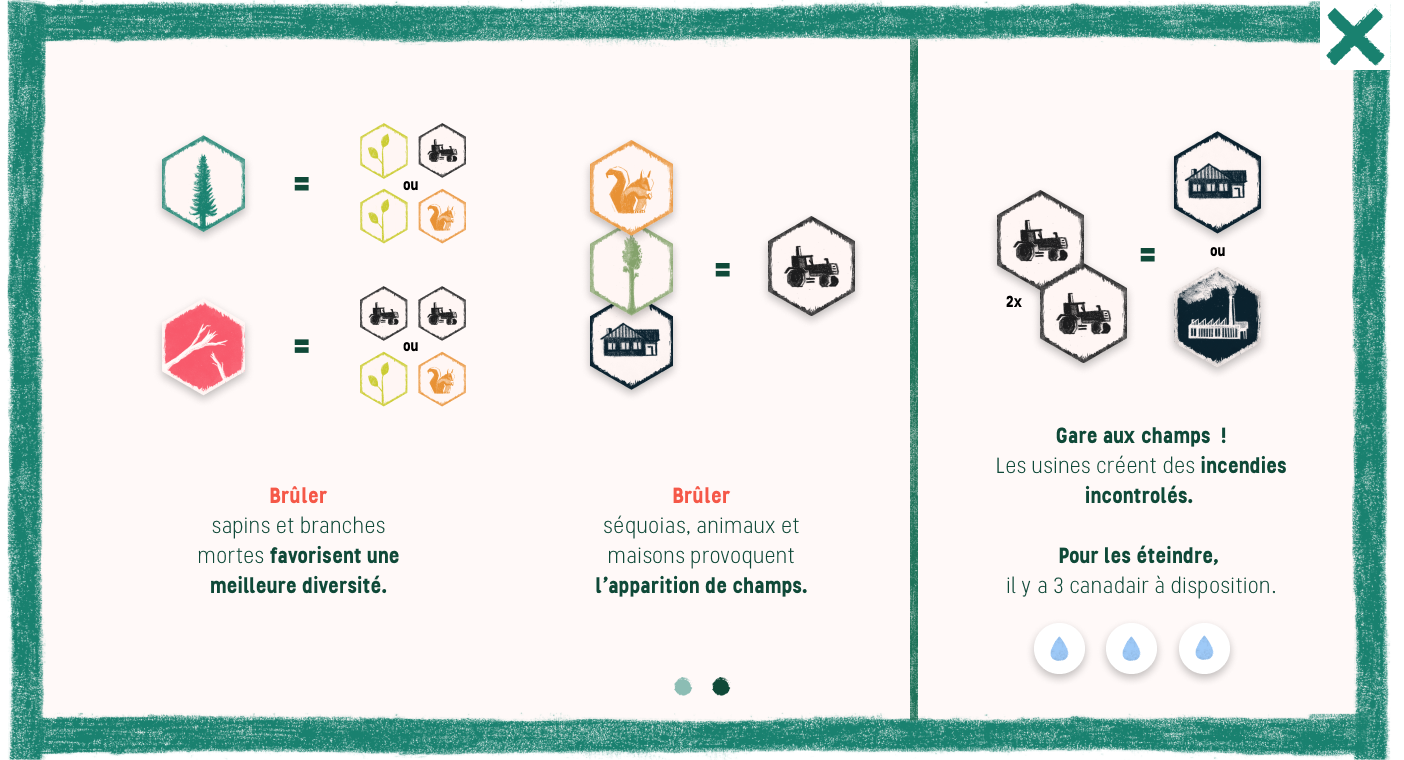 =
ou
=
ou
=
2x
=
ou
Brûler
sapins et branches
mortes favorisent une
meilleure diversité.
Brûler
séquoias, animaux et
maisons provoquent
l'apparition de champs.
Gare aux champs !
Les usines créent des incendies
incontrolés.
Pour les éteindre,
il y a 3 canadair à disposition.